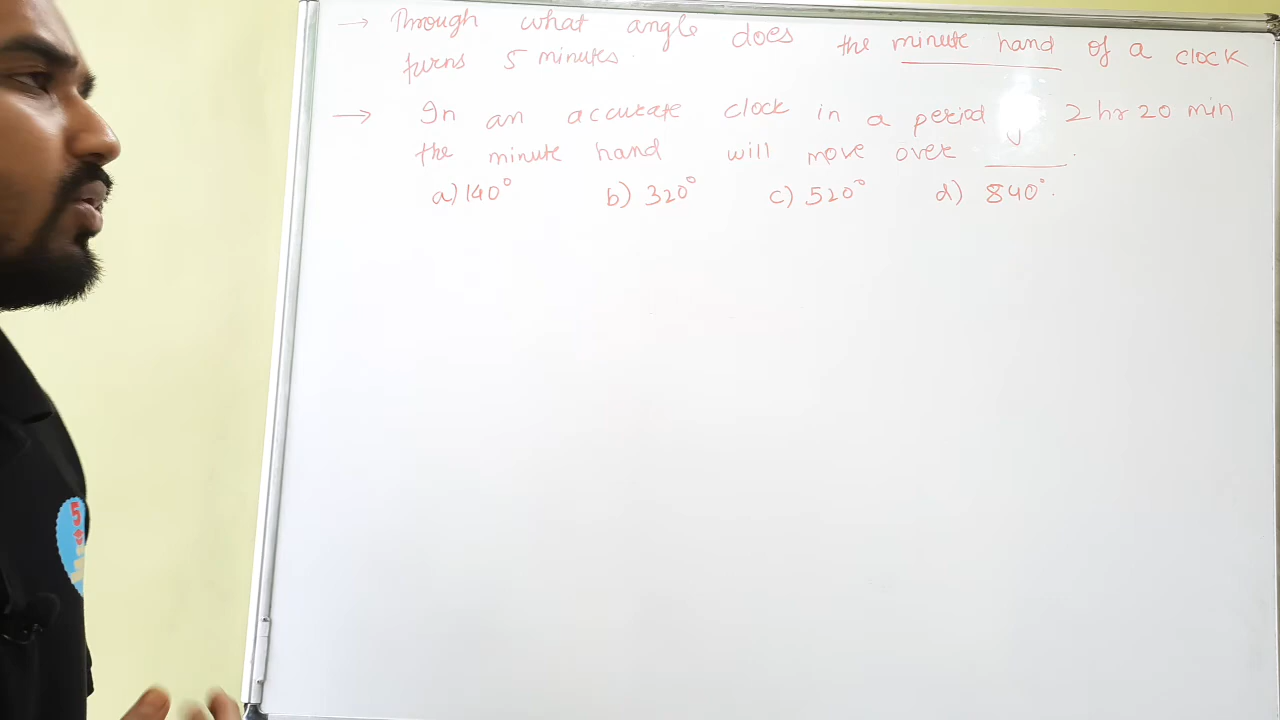 → Through what angle does the minute hand of a clock
turns 5 minutes.
→ In an accurate clock in a period 2 hr 20 min
the minute hand will move over ______.
a) 140° b) 320° c) 520° d) 840°.
5